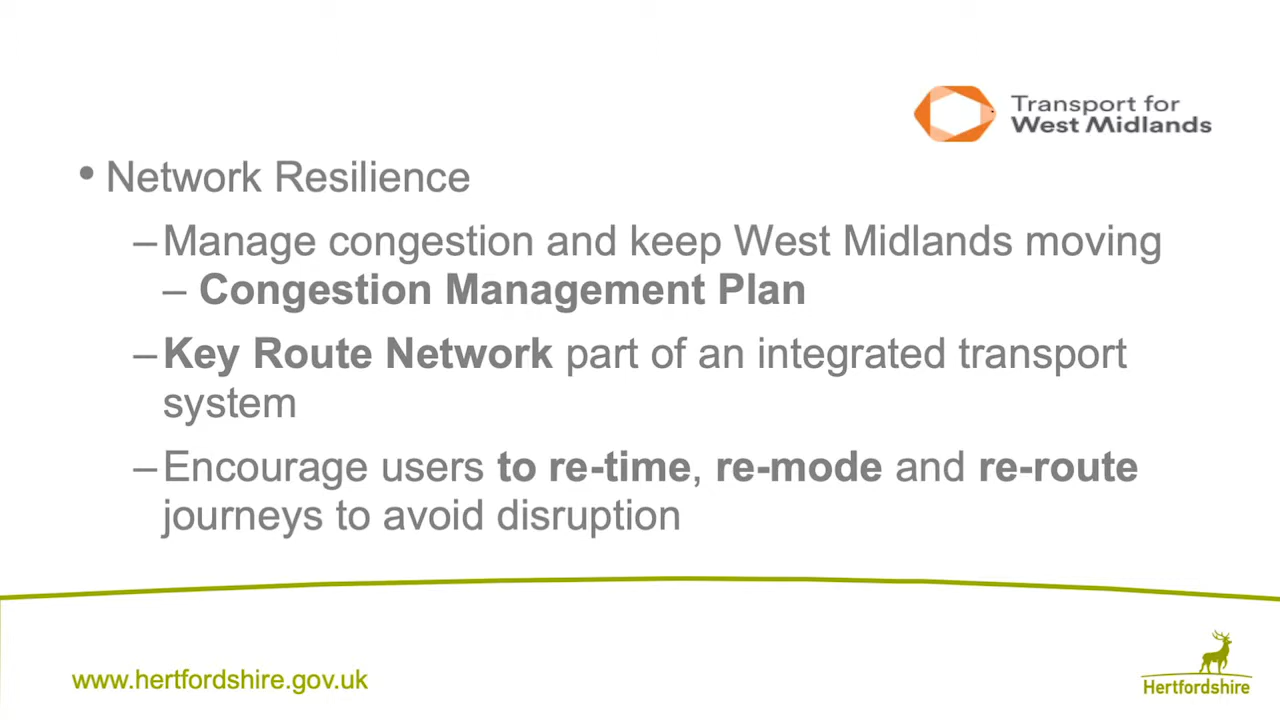 Transport for
West Midlands
• Network Resilience
– Manage congestion and keep West Midlands moving
– Congestion Management Plan
– Key Route Network part of an integrated transport
system
– Encourage users to re-time, re-mode and re-route
journeys to avoid disruption
www.hertfordshire.gov.uk
Hertfordshire